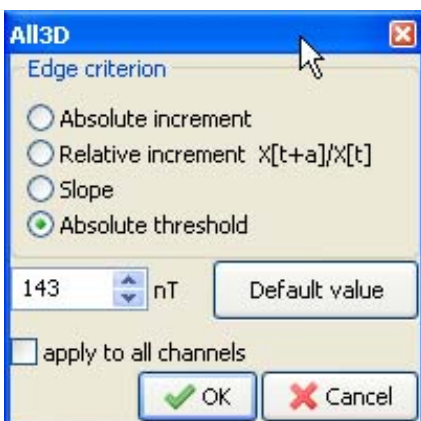 All3D
Edge criterion
Absolute increment
Relative increment X[t+a]/X[t]
Slope
Absolute threshold
143 nT Default value
apply to all channels
OK Cancel